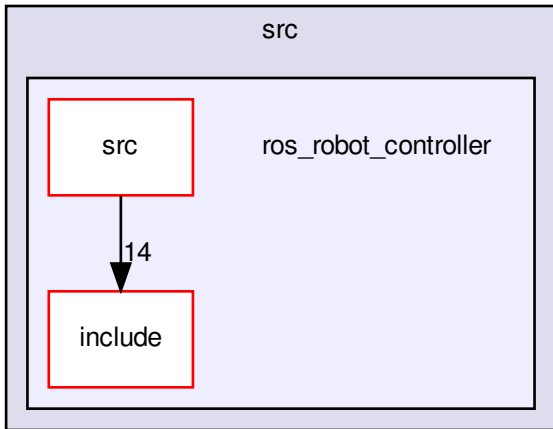 src
src
ros_robot_controller
14
include